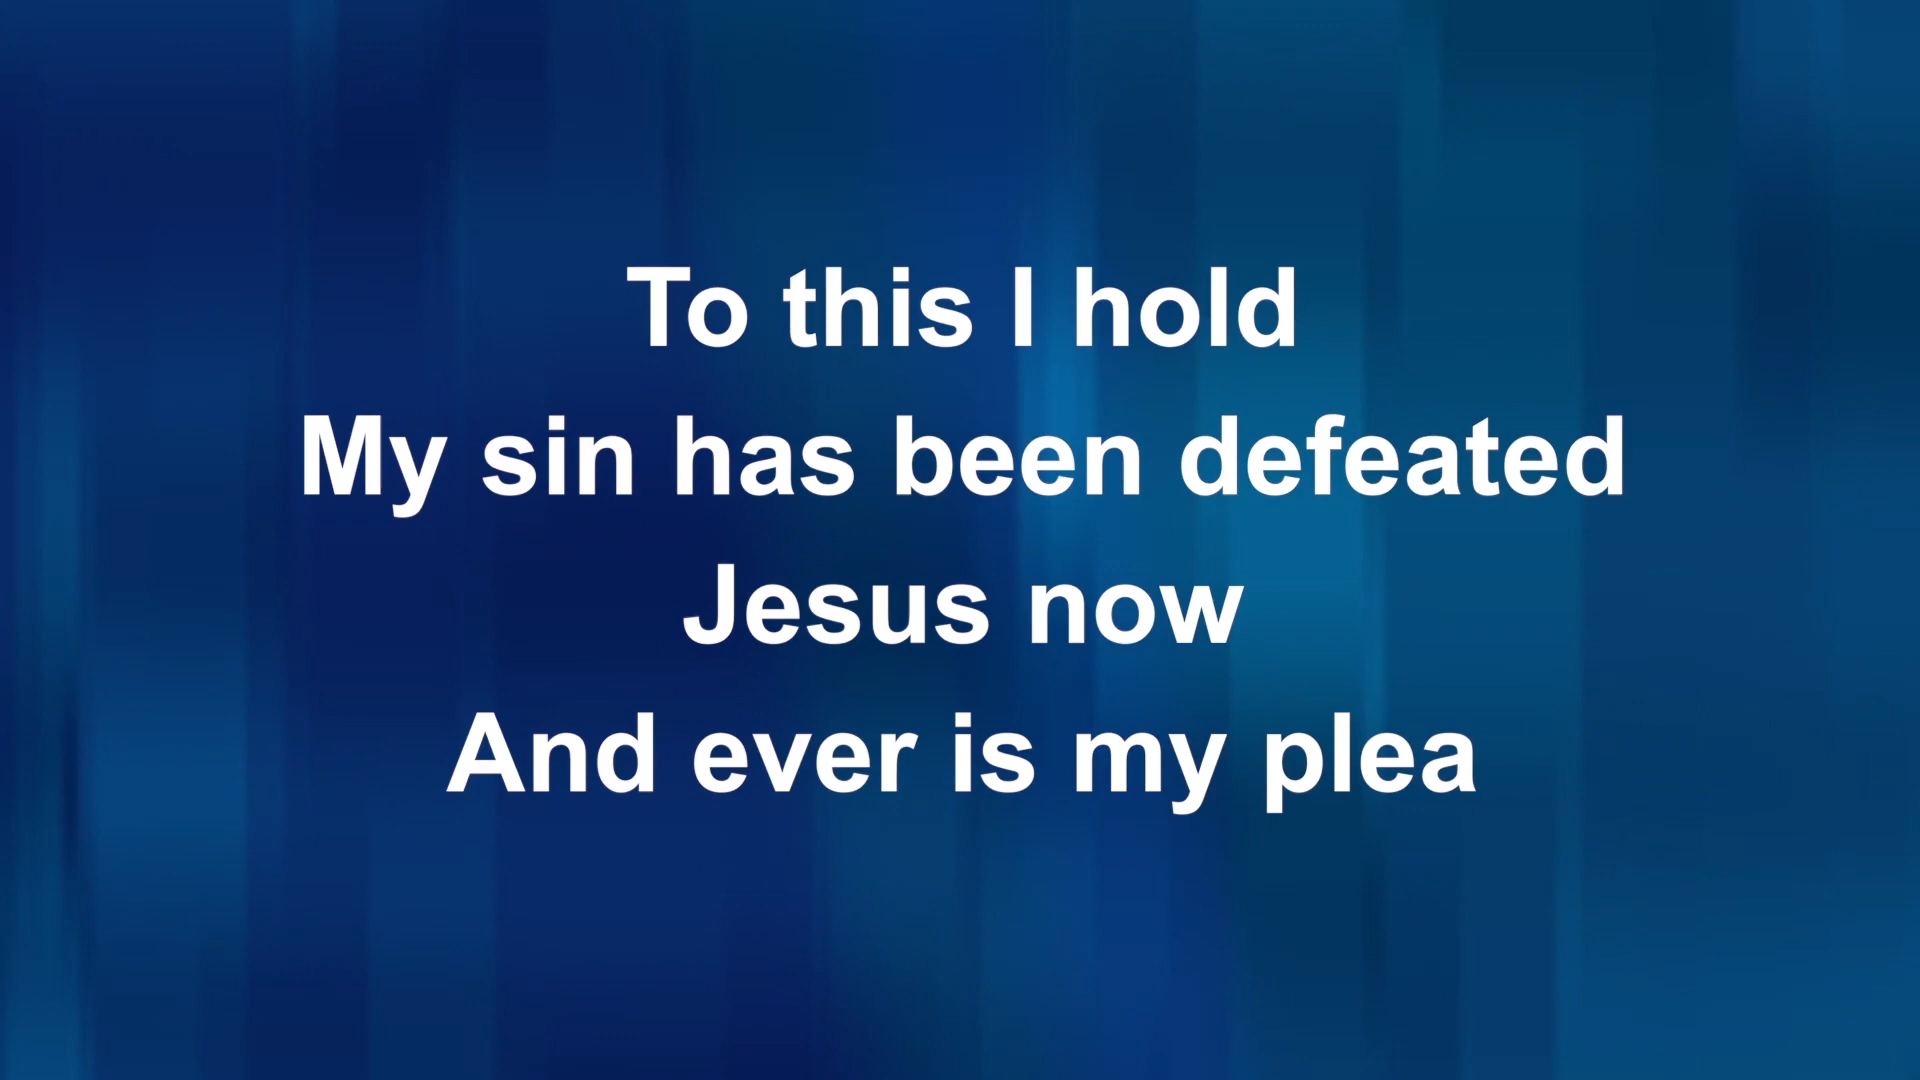 To this I hold
My sin has been defeated
Jesus now
And ever is my plea